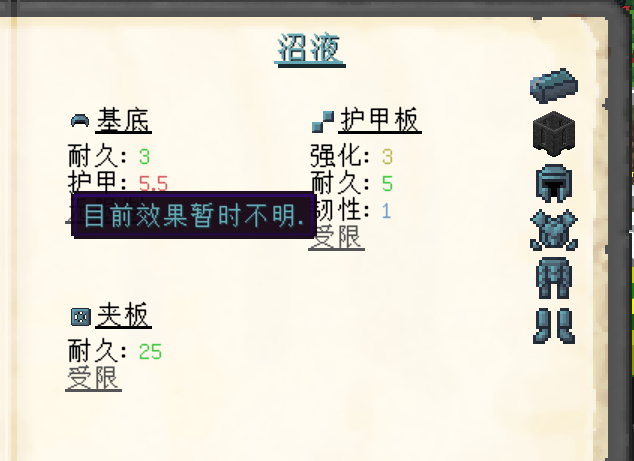 沼液
基底
耐久: 3
护甲: 5.5
目前效果暂时不明.
护甲板
强化: 3
耐久: 5
韧性: 1
受限
夹板
耐久: 25
受限